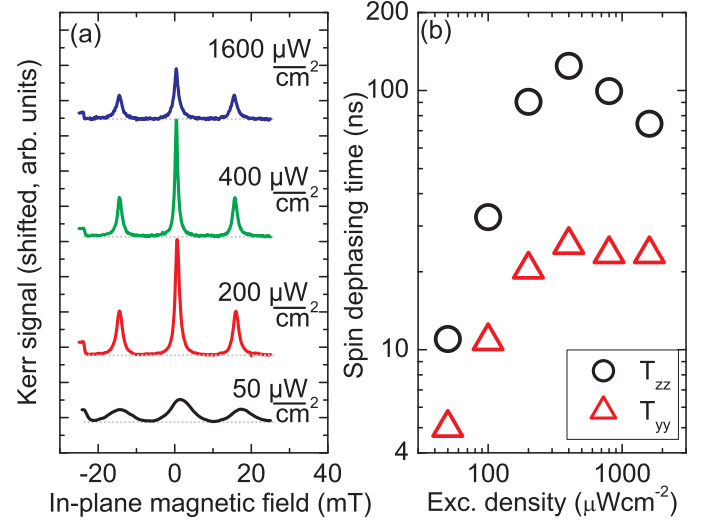 (a)
1600 μW
cm²
400 μW
cm²
200 μW
cm²
50 μW
cm²
Kerr signal (shifted, arb. units)
-20 0 20 40
In-plane magnetic field (mT)
(b)
200
100
10
4
Spin dephasing time (ns)
T_zz
T_yy
100 1000
Exc. density (μWcm⁻²)